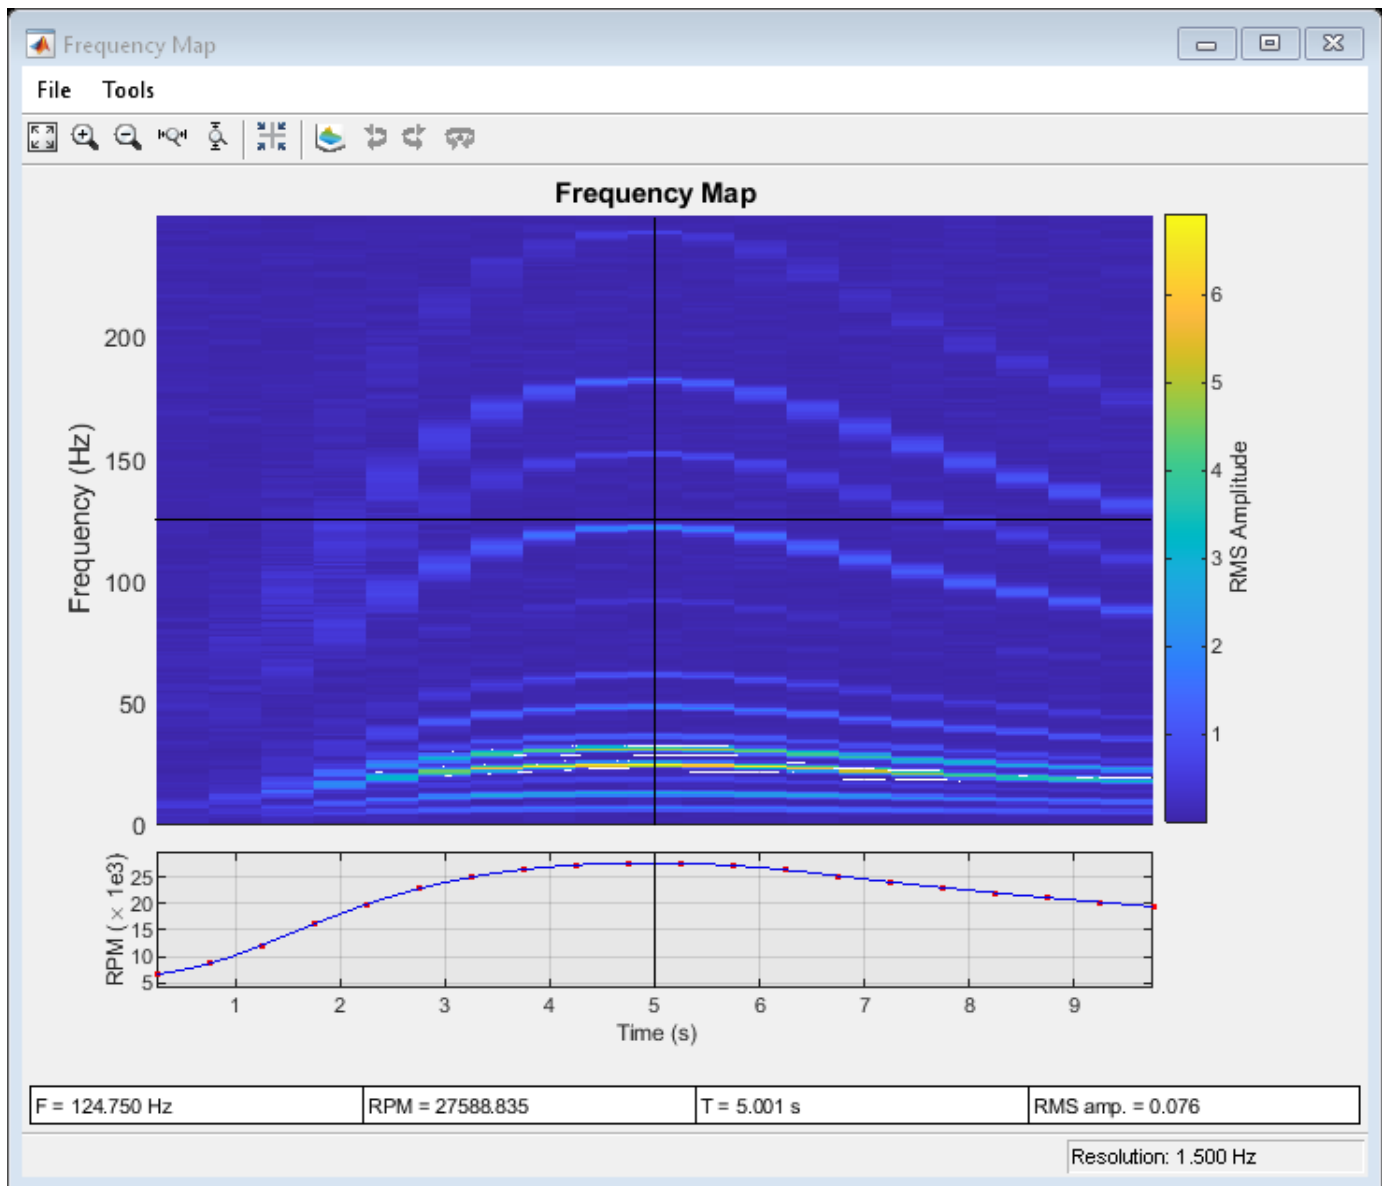 Frequency Map
File Tools
Frequency Map
Frequency (Hz)
200
150
100
50
0
6
5
4
3
2
1
RMS Amplitude
RPM ( × 1e3)
25
20
15
10
5
1 2 3 4 5 6 7 8 9
Time (s)
F = 124.750 Hz RPM = 27588.835 T = 5.001 s RMS amp. = 0.076
Resolution: 1.500 Hz